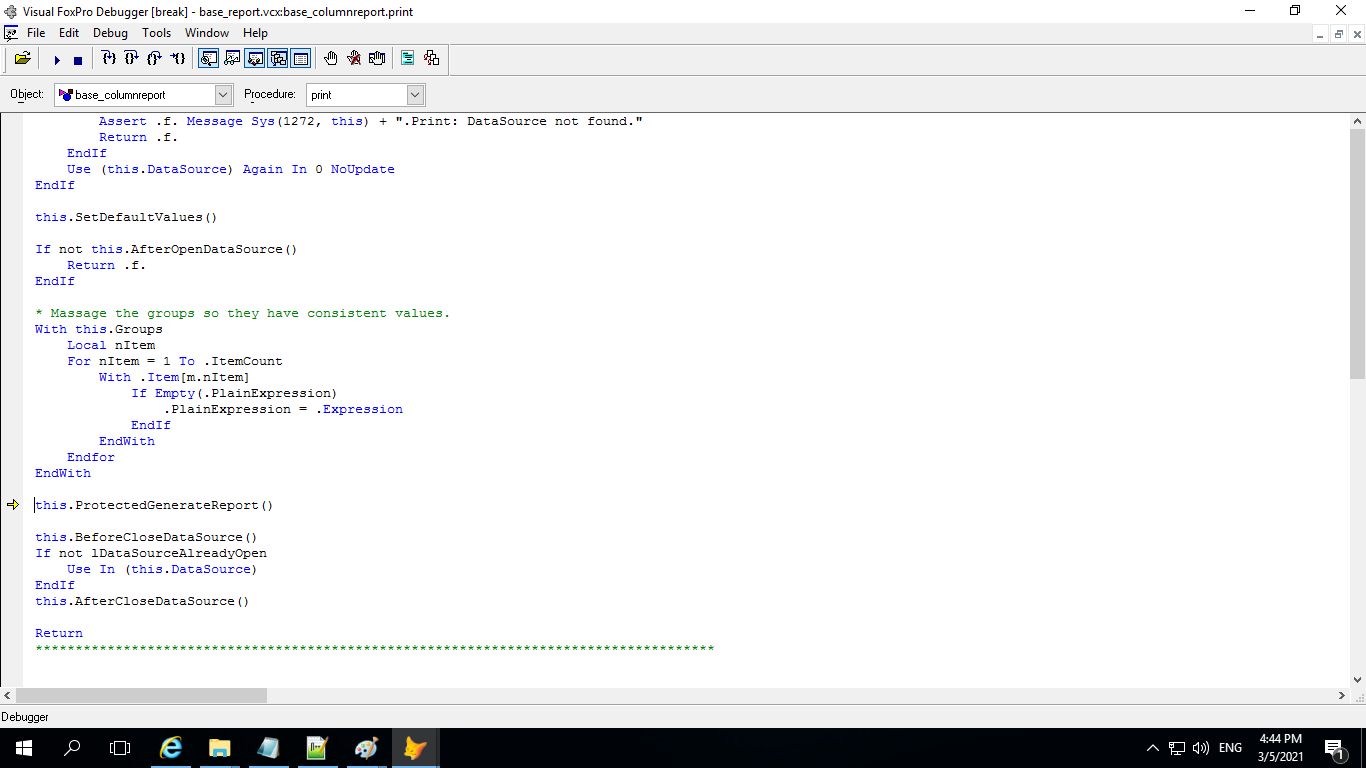 Visual FoxPro Debugger [break] - base_report.vcx:base_columnreport.print
File Edit Debug Tools Window Help
Object: base_columnreport Procedure: print
Assert .f. Message Sys(1272, this) + ".Print: DataSource not found."
Return .f.
EndIf
Use (this.DataSource) Again In 0 NoUpdate
EndIf
this.SetDefaultValues()
If not this.AfterOpenDataSource()
Return .f.
EndIf
* Massage the groups so they have consistent values.
With this.Groups
Local nItem
For nItem = 1 To .ItemCount
With .Item[m.nItem]
If Empty(.PlainExpression)
.PlainExpression = .Expression
EndIf
EndWith
Endfor
EndWith
this.ProtectedGenerateReport()
this.BeforeCloseDataSource()
If not lDataSourceAlreadyOpen
Use In (this.DataSource)
EndIf
this.AfterCloseDataSource()
Return
*************************************************************************************
Debugger
ENG
4:44 PM
3/5/2021
1